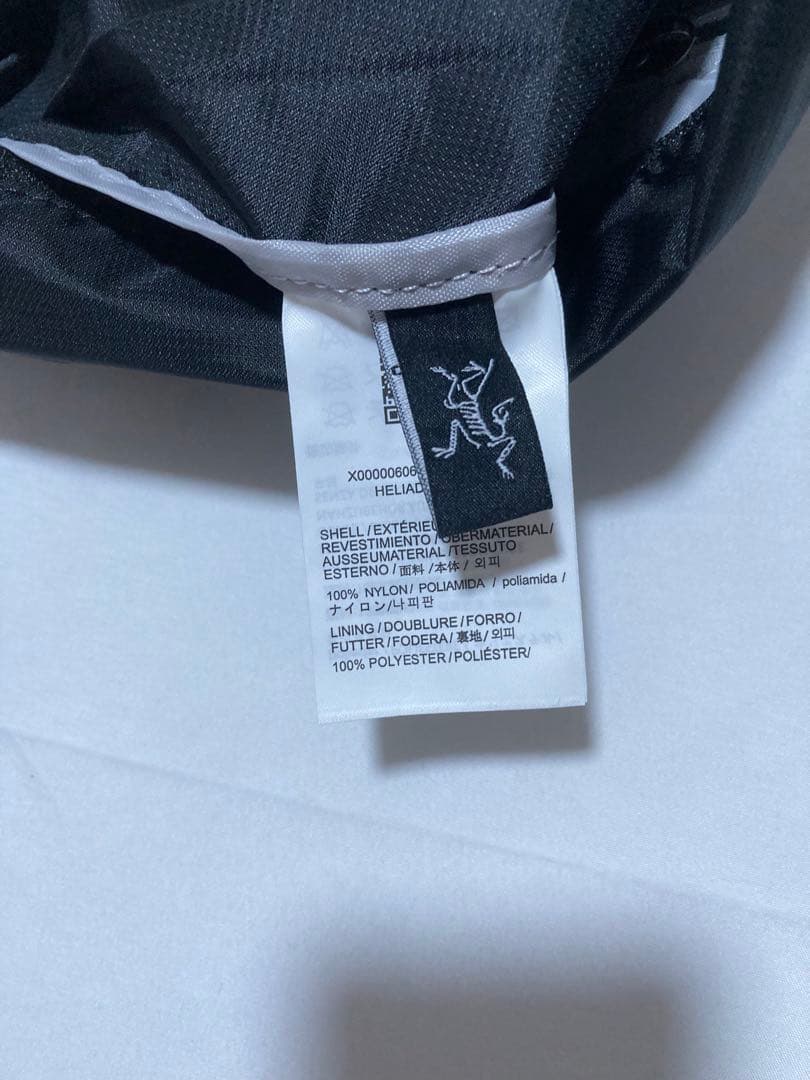 X00000606
HELIAD
SHELL/EXTÉRIEU
REVESTIMIENTO/OBERMATERIAL/
AUSSEUMATERIAL/TESSUTO
ESTERNO/面料/本体/외피
100% NYLON/ POLIAMIDA / poliamida /
ナイロン/나피판
LINING/DOUBLURE/FORRO/
FUTTER/FODERA/裏地/외피
100% POLYESTER/POLIÉSTER/